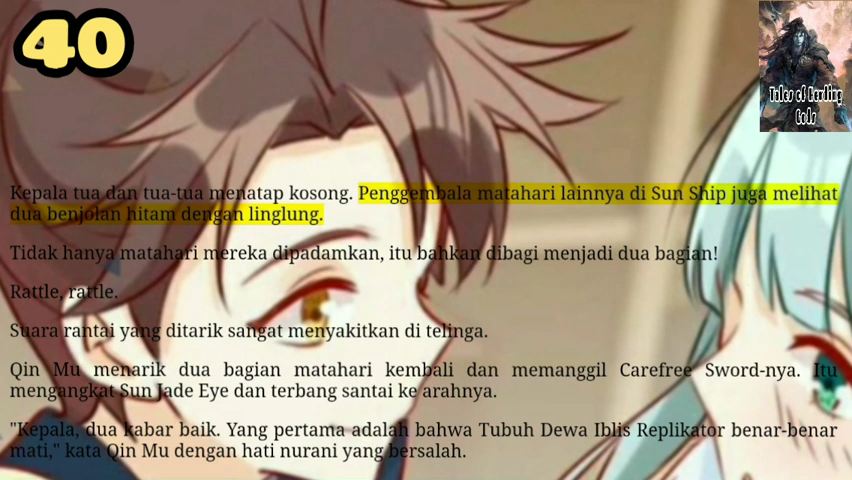 40
Tales of Herding
Gods
Kepala tua dan tua-tua menatap kosong. Penggembala matahari lainnya di Sun Ship juga melihat
dua benjolan hitam dengan linglung.
Tidak hanya matahari mereka dipadamkan, itu bahkan dibagi menjadi dua bagian!
Rattle, rattle.
Suara rantai yang ditarik sangat menyakitkan di telinga.
Qin Mu menarik dua bagian matahari kembali dan memanggil Carefree Sword-nya. Itu
mengangkat Sun Jade Eye dan terbang santai ke arahnya.
"Kepala, dua kabar baik. Yang pertama adalah bahwa Tubuh Dewa Iblis Replikator benar-benar
mati," kata Qin Mu dengan hati nurani yang bersalah.